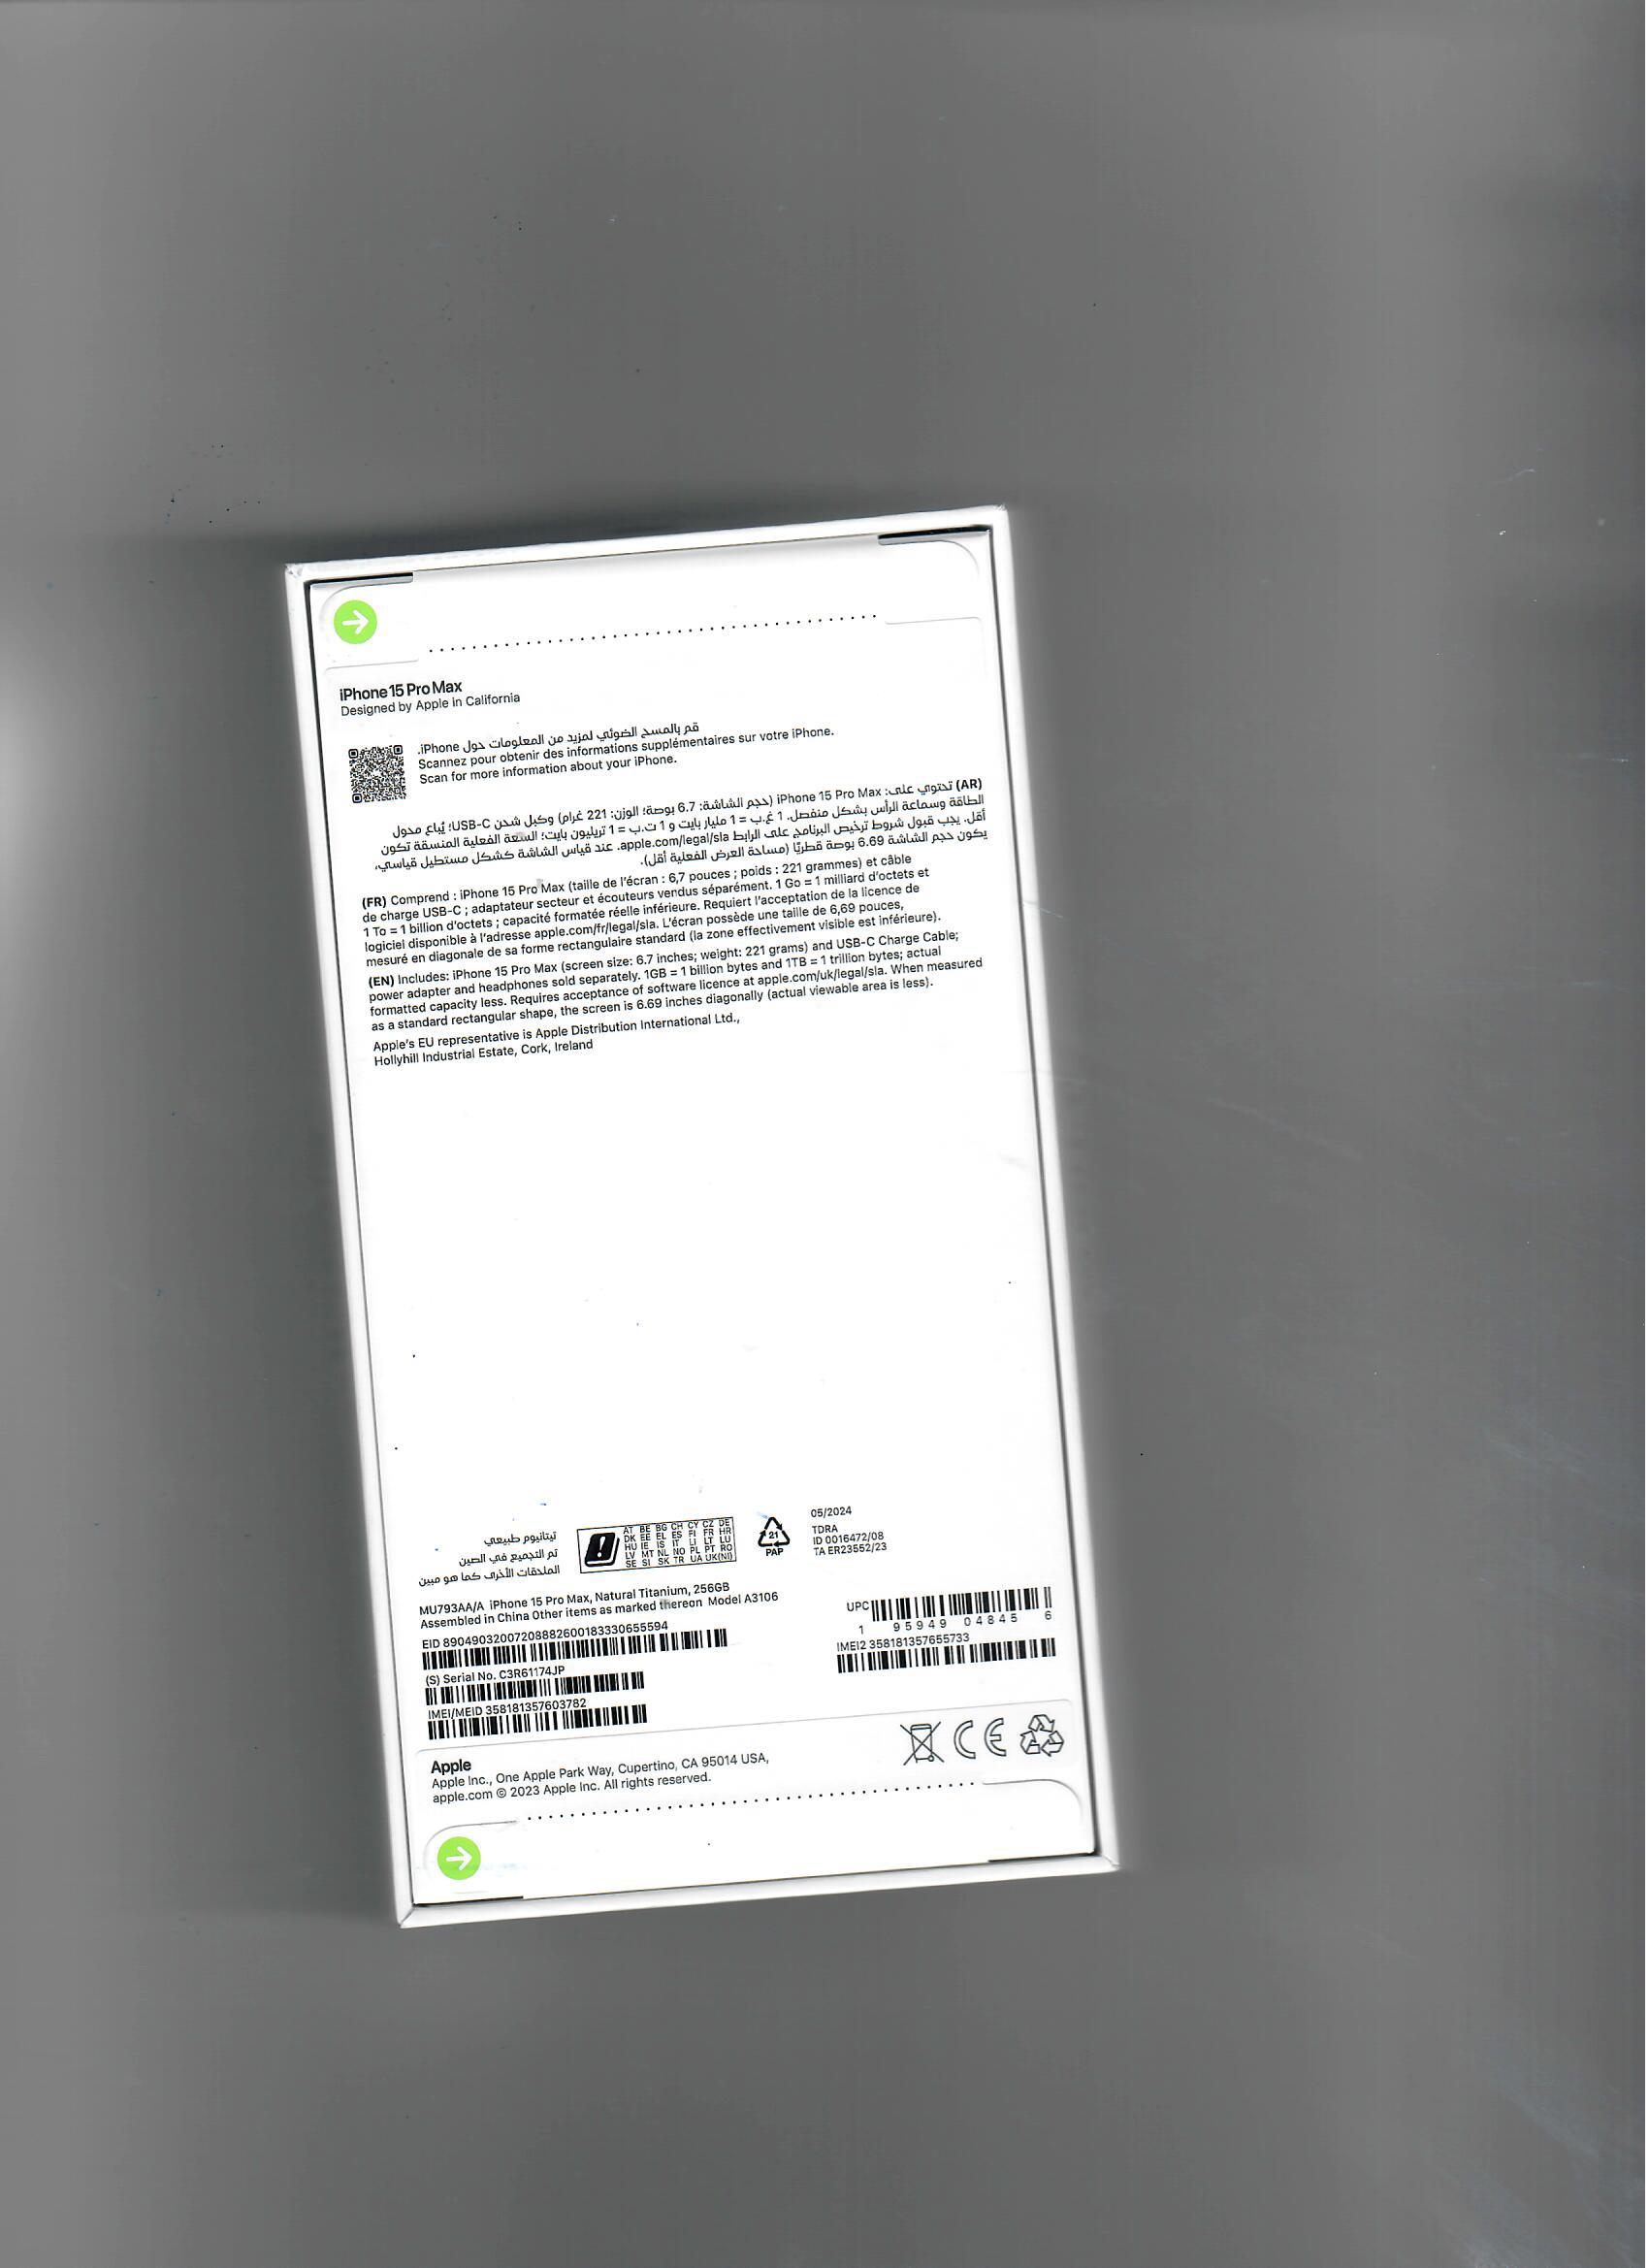 iPhone 15 Pro Max
Designed by Apple in California
قم بالمسح الضوئي لمزيد من المعلومات حول iPhone.
Scannez pour obtenir des informations supplémentaires sur votre iPhone.
Scan for more information about your iPhone.
(AR) تحتوي على: iPhone 15 Pro Max (حجم الشاشة: 6.7 بوصة؛ الوزن: 221 غرام) وكبل شحن USB-C؛ يُباع محول
الطاقة وسماعة الرأس بشكل منفصل. 1 غ.ب = 1 مليار بايت و 1 ت.ب = 1 تريليون بايت؛ السعة الفعلية المنسقة تكون
أقل. يجب قبول شروط ترخيص البرنامج على الرابط apple.com/legal/sla. عند قياس الشاشة كشكل مستطيل قياسي،
يكون حجم الشاشة 6.69 بوصة قطريًا (مساحة العرض الفعلية أقل).
(FR) Comprend : iPhone 15 Pro Max (taille de l'écran : 6,7 pouces ; poids : 221 grammes) et câble
de charge USB-C ; adaptateur secteur et écouteurs vendus séparément. 1 Go = 1 milliard d'octets et
1 To = 1 billion d'octets ; capacité formatée réelle inférieure. Requiert l'acceptation de la licence de
logiciel disponible à l'adresse apple.com/fr/legal/sla. L'écran possède une taille de 6,69 pouces,
mesuré en diagonale de sa forme rectangulaire standard (la zone effectivement visible est inférieure).
(EN) Includes: iPhone 15 Pro Max (screen size: 6.7 inches; weight: 221 grams) and USB-C Charge Cable;
power adapter and headphones sold separately. 1GB = 1 billion bytes and 1TB = 1 trillion bytes; actual
formatted capacity less. Requires acceptance of software licence at apple.com/uk/legal/sla. When measured
as a standard rectangular shape, the screen is 6.69 inches diagonally (actual viewable area is less).
Apple's EU representative is Apple Distribution International Ltd.,
Hollyhill Industrial Estate, Cork, Ireland
تيتانيوم طبيعي
تم التجميع في الصين
الملحقات الأخرى كما هو مبين
AT BE BG CH CY CZ DE
DK EE EL ES FI FR HR
HU IE IS IT LI LT LU
LV MT NL NO PL PT RO
SE SI SK TR UA UK(NI)
21
PAP
05/2024
TDRA
ID 0016472/08
TA ER23552/23
MU793AA/A iPhone 15 Pro Max, Natural Titanium, 256GB
Assembled in China Other items as marked thereon Model A3106
EID 89049032007208882600183330655594
(S) Serial No. C3R61174JP
IMEI/MEID 358181357603782
UPC
1 95949 04845 6
IMEI2 358181357655733
Apple
Apple Inc., One Apple Park Way, Cupertino, CA 95014 USA,
apple.com © 2023 Apple Inc. All rights reserved.
CE